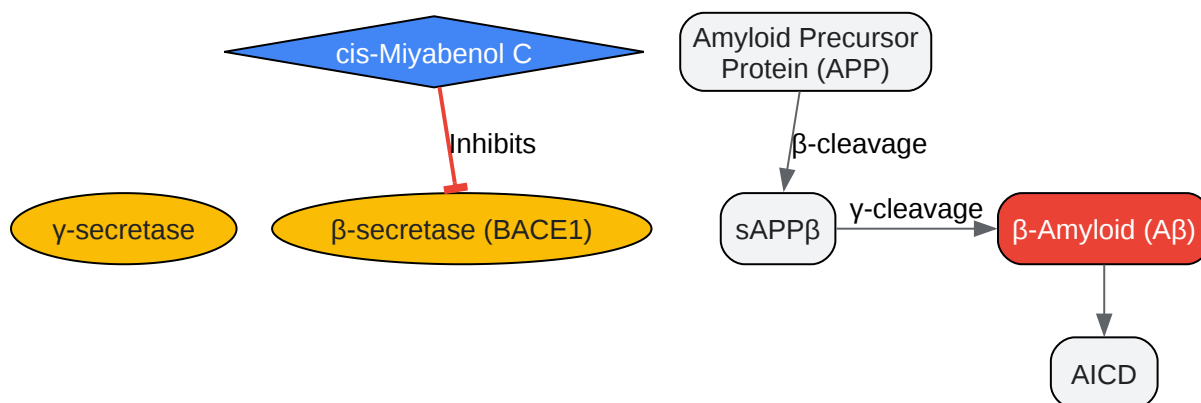 cis-Miyabenol C
Amyloid Precursor
Protein (APP)
Inhibits
β-cleavage
γ-secretase
β-secretase (BACE1)
sAPPβ
γ-cleavage
β-Amyloid (Aβ)
AICD